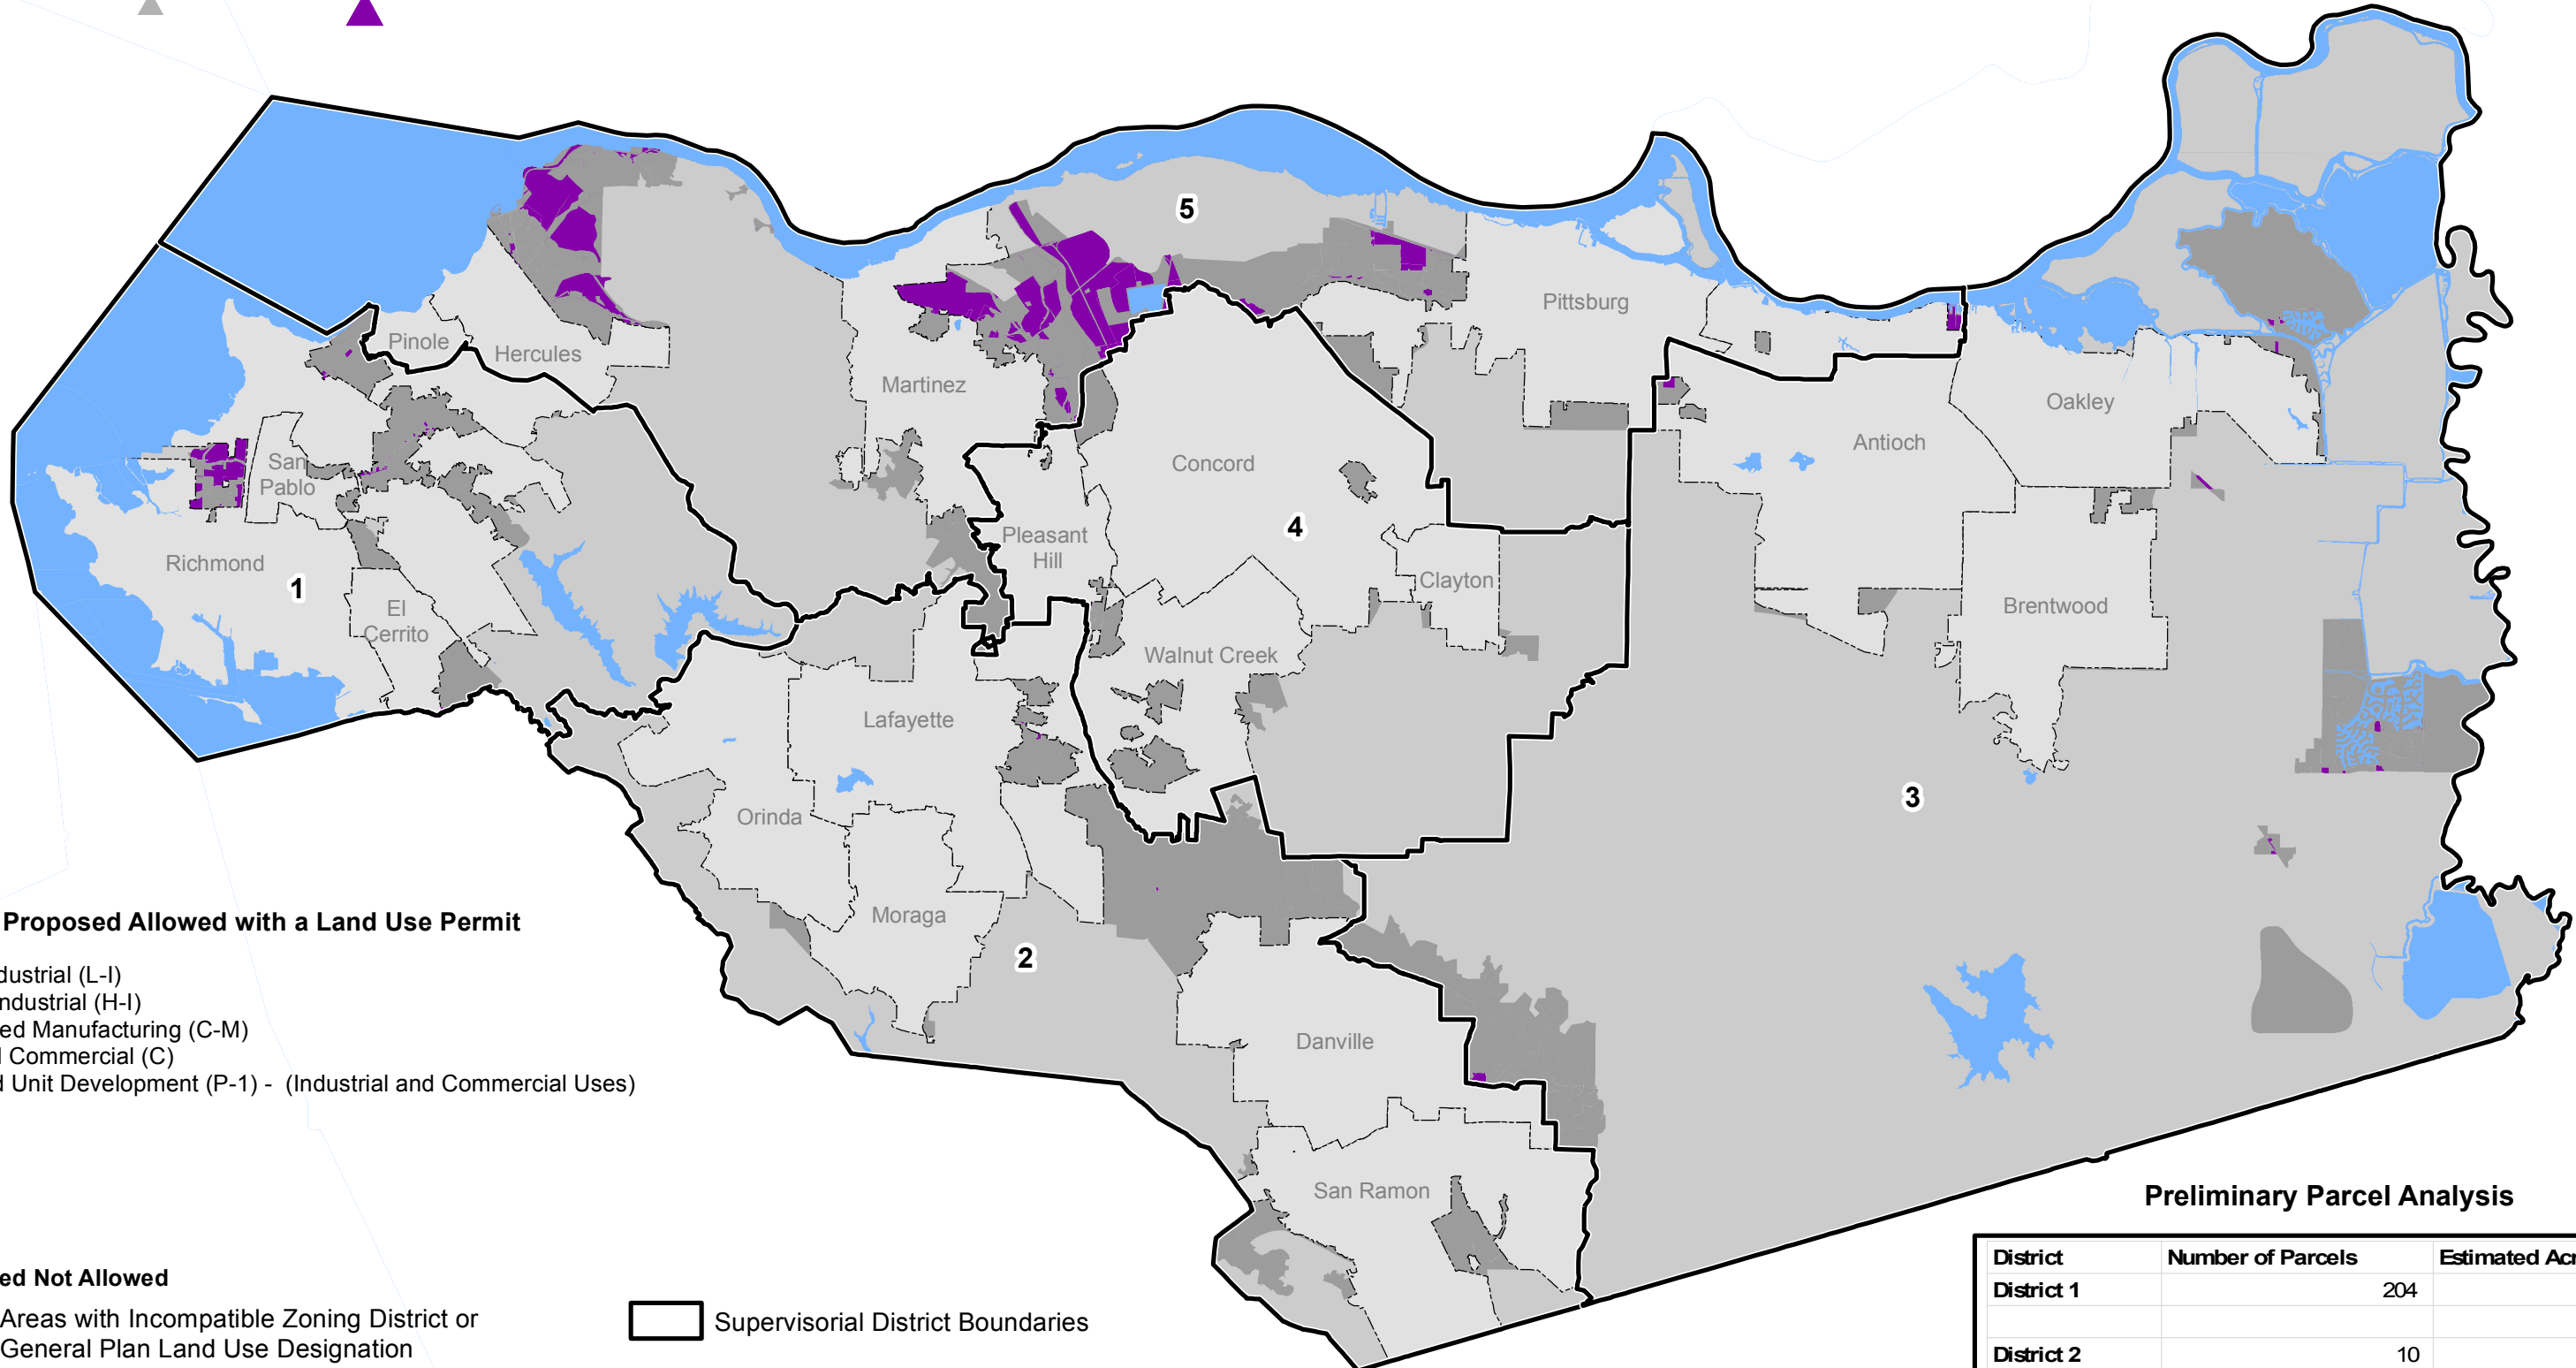 5
Pittsburg
Pinole
Hercules
Martinez
Oakley
Antioch
San
Pablo
Concord
4
Pleasant
Hill
Richmond
1
Clayton
El
Cerrito
Brentwood
Walnut Creek
Lafayette
3
Orinda
Moraga
2
Danville
San Ramon
Proposed Allowed with a Land Use Permit
dustrial (L-I)
ndustrial (H-I)
ed Manufacturing (C-M)
l Commercial (C)
d Unit Development (P-1) - (Industrial and Commercial Uses)
ed Not Allowed
Areas with Incompatible Zoning District or
General Plan Land Use Designation
Supervisorial District Boundaries
Preliminary Parcel Analysis
District Number of Parcels Estimated Acr
District 1 204
District 2 10